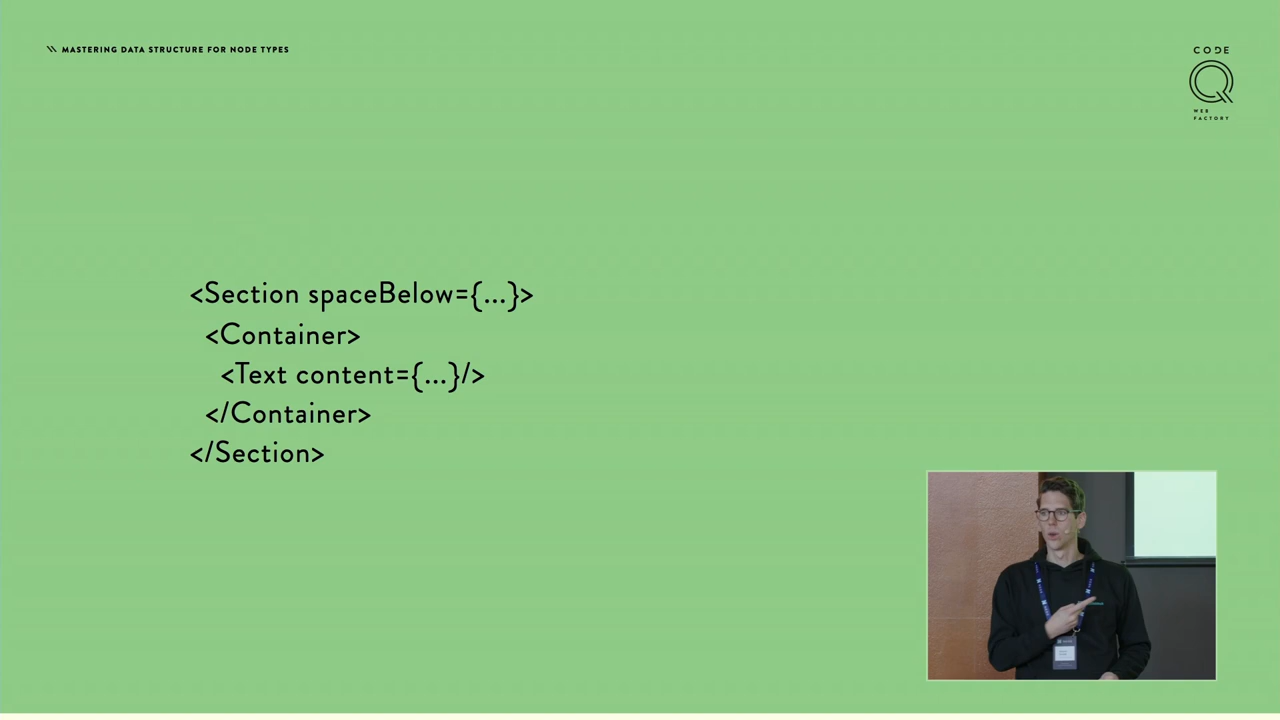 \\ MASTERING DATA STRUCTURE FOR NODE TYPES
CODE
Q
WEB
FACTORY
<Section spaceBelow={...}>
<Container>
<Text content={...}/>
</Container>
</Section>